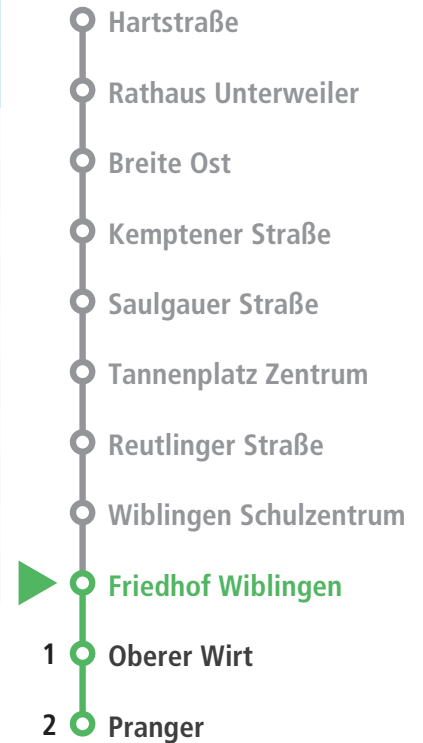 Hartstraße
Rathaus Unterweiler
Breite Ost
Kemptener Straße
Saulgauer Straße
Tannenplatz Zentrum
Reutlinger Straße
Wiblingen Schulzentrum
Friedhof Wiblingen
1 Oberer Wirt
2 Pranger